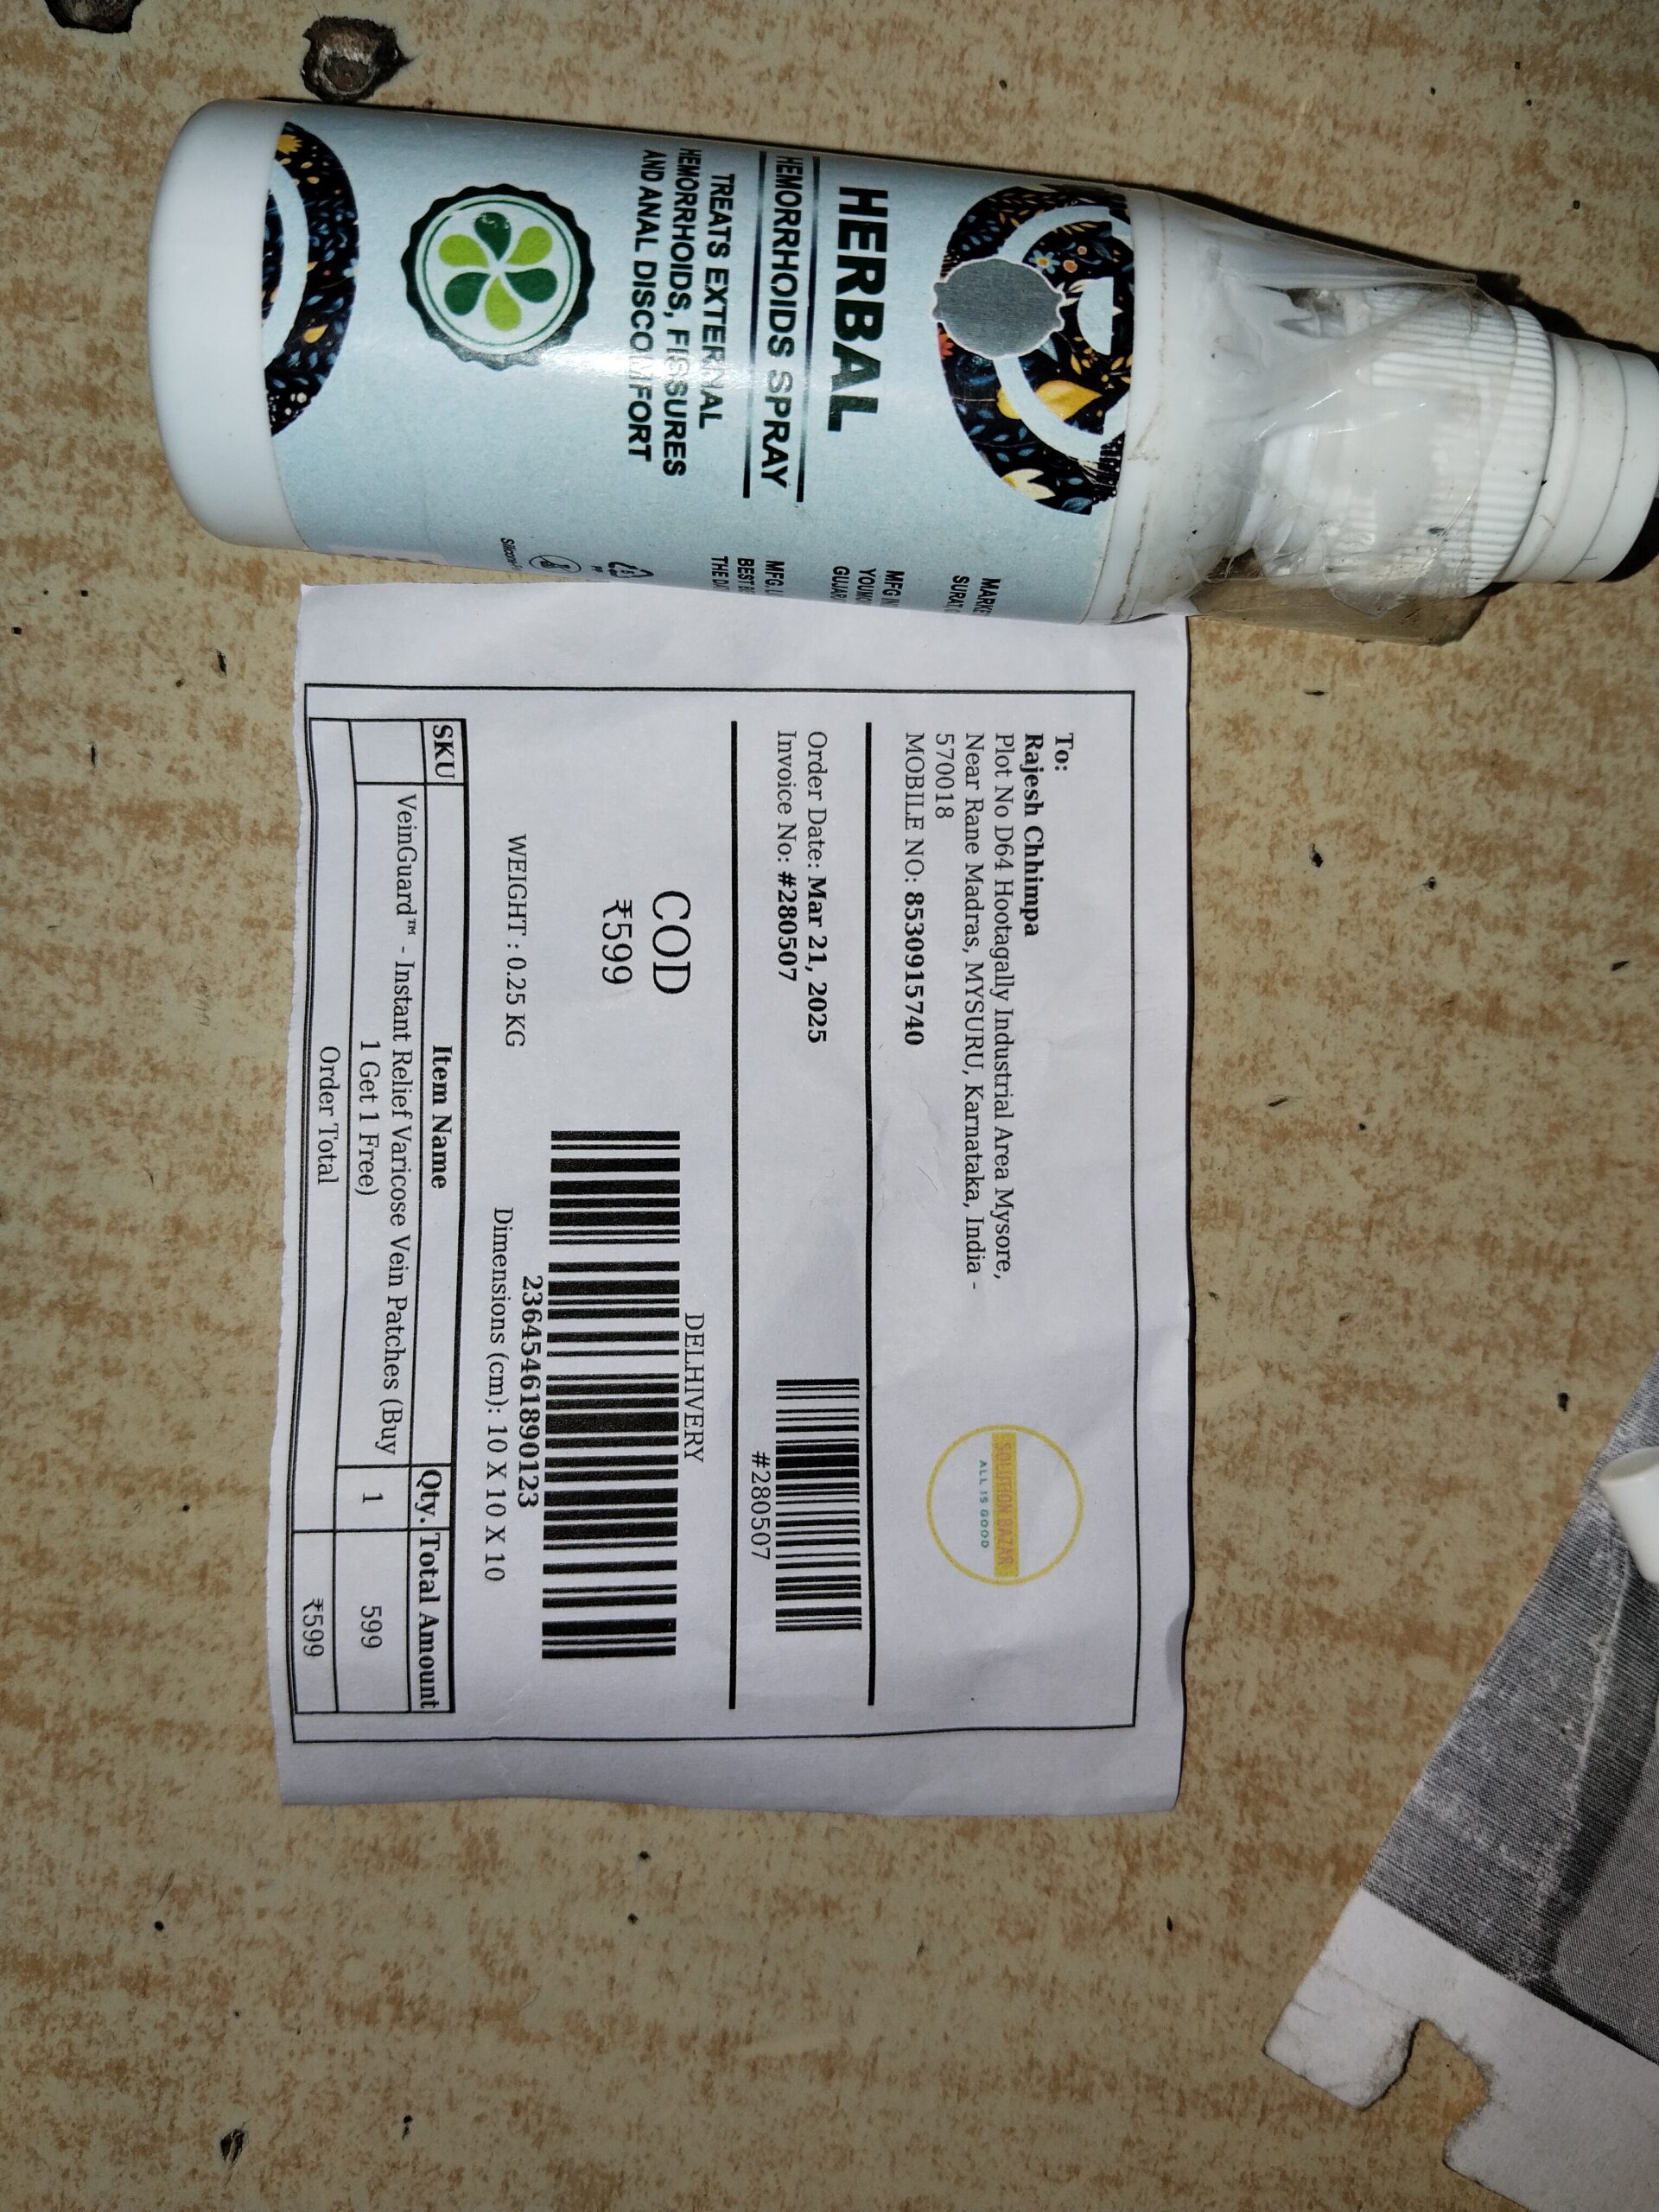 HERBAL
HEMORRHOIDS SPRAY
TREATS EXTERNAL
HEMORRHOIDS, FISSURES
AND ANAL DISCOMFORT
To:
Rajesh Chhimpa
Plot No D64 Hootagally Industrial Area Mysore,
Near Rane Madras, MYSURU, Karnataka, India -
570018
MOBILE NO: 8530915740
SOLUTION BAZAR
ALL IS GOOD
Order Date: Mar 21, 2025
Invoice No: #280507
#280507
COD
₹599
WEIGHT : 0.25 KG
DELHIVERY
23645461890123
Dimensions (cm): 10 X 10 X 10
SKU Item Name Qty. Total Amount
VeinGuard™ - Instant Relief Varicose Vein Patches (Buy
1 Get 1 Free) 1 599
Order Total ₹599